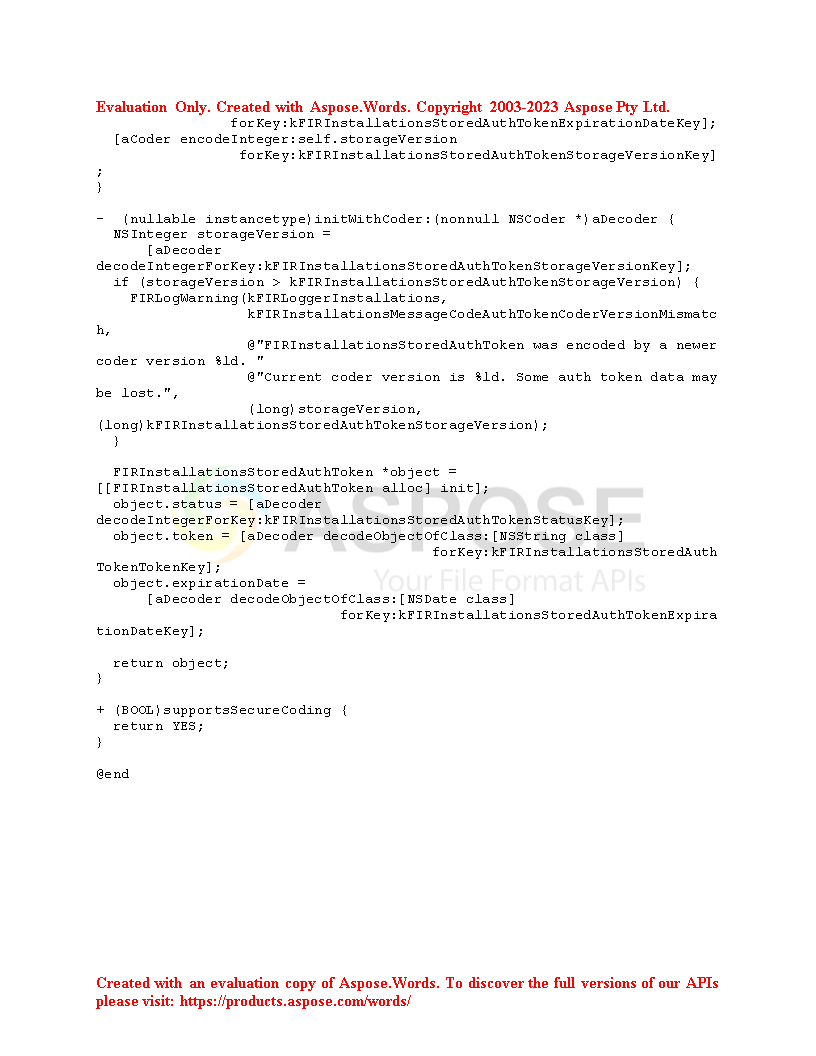 Evaluation Only. Created with Aspose.Words. Copyright 2003-2023 Aspose Pty Ltd.
forKey:kFIRInstallationsStoredAuthTokenExpirationDateKey];
[aCoder encodeInteger:self.storageVersion
forKey:kFIRInstallationsStoredAuthTokenStorageVersionKey]
;
}
- (nullable instancetype)initWithCoder:(nonnull NSCoder *)aDecoder {
NSInteger storageVersion =
[aDecoder
decodeIntegerForKey:kFIRInstallationsStoredAuthTokenStorageVersionKey];
if (storageVersion > kFIRInstallationsStoredAuthTokenStorageVersion) {
FIRLogWarning(kFIRLoggerInstallations,
kFIRInstallationsMessageCodeAuthTokenCoderVersionMismatc
h,
@"FIRInstallationsStoredAuthToken was encoded by a newer
coder version %ld. "
@"Current coder version is %ld. Some auth token data may
be lost.",
(long)storageVersion,
(long)kFIRInstallationsStoredAuthTokenStorageVersion);
}
FIRInstallationsStoredAuthToken *object =
[[FIRInstallationsStoredAuthToken alloc] init];
object.status = [aDecoder
decodeIntegerForKey:kFIRInstallationsStoredAuthTokenStatusKey];
object.token = [aDecoder decodeObjectOfClass:[NSString class]
forKey:kFIRInstallationsStoredAuth
TokenTokenKey];
object.expirationDate =
[aDecoder decodeObjectOfClass:[NSDate class]
forKey:kFIRInstallationsStoredAuthTokenExpira
tionDateKey];
return object;
}
+ (BOOL)supportsSecureCoding {
return YES;
}
@end
ASPOSE
Your File Format APIs
Created with an evaluation copy of Aspose.Words. To discover the full versions of our APIs
please visit: https://products.aspose.com/words/